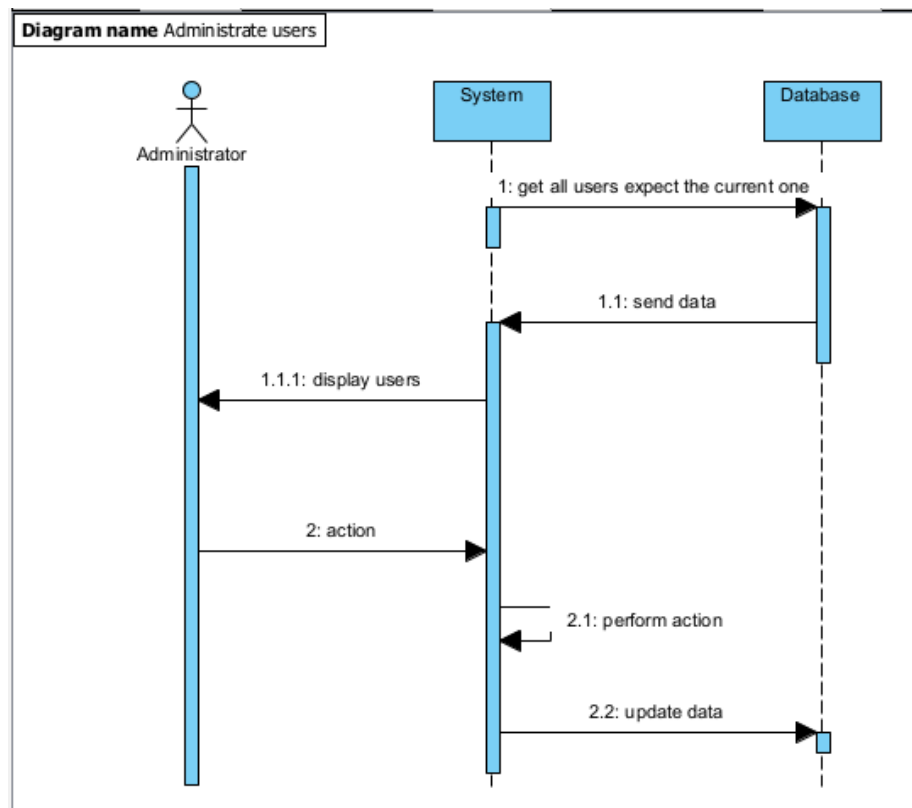 Diagram name Administrate users
System
Database
Administrator
1: get all users expect the current one
1.1: send data
1.1.1: display users
2: action
2.1: perform action
2.2: update data